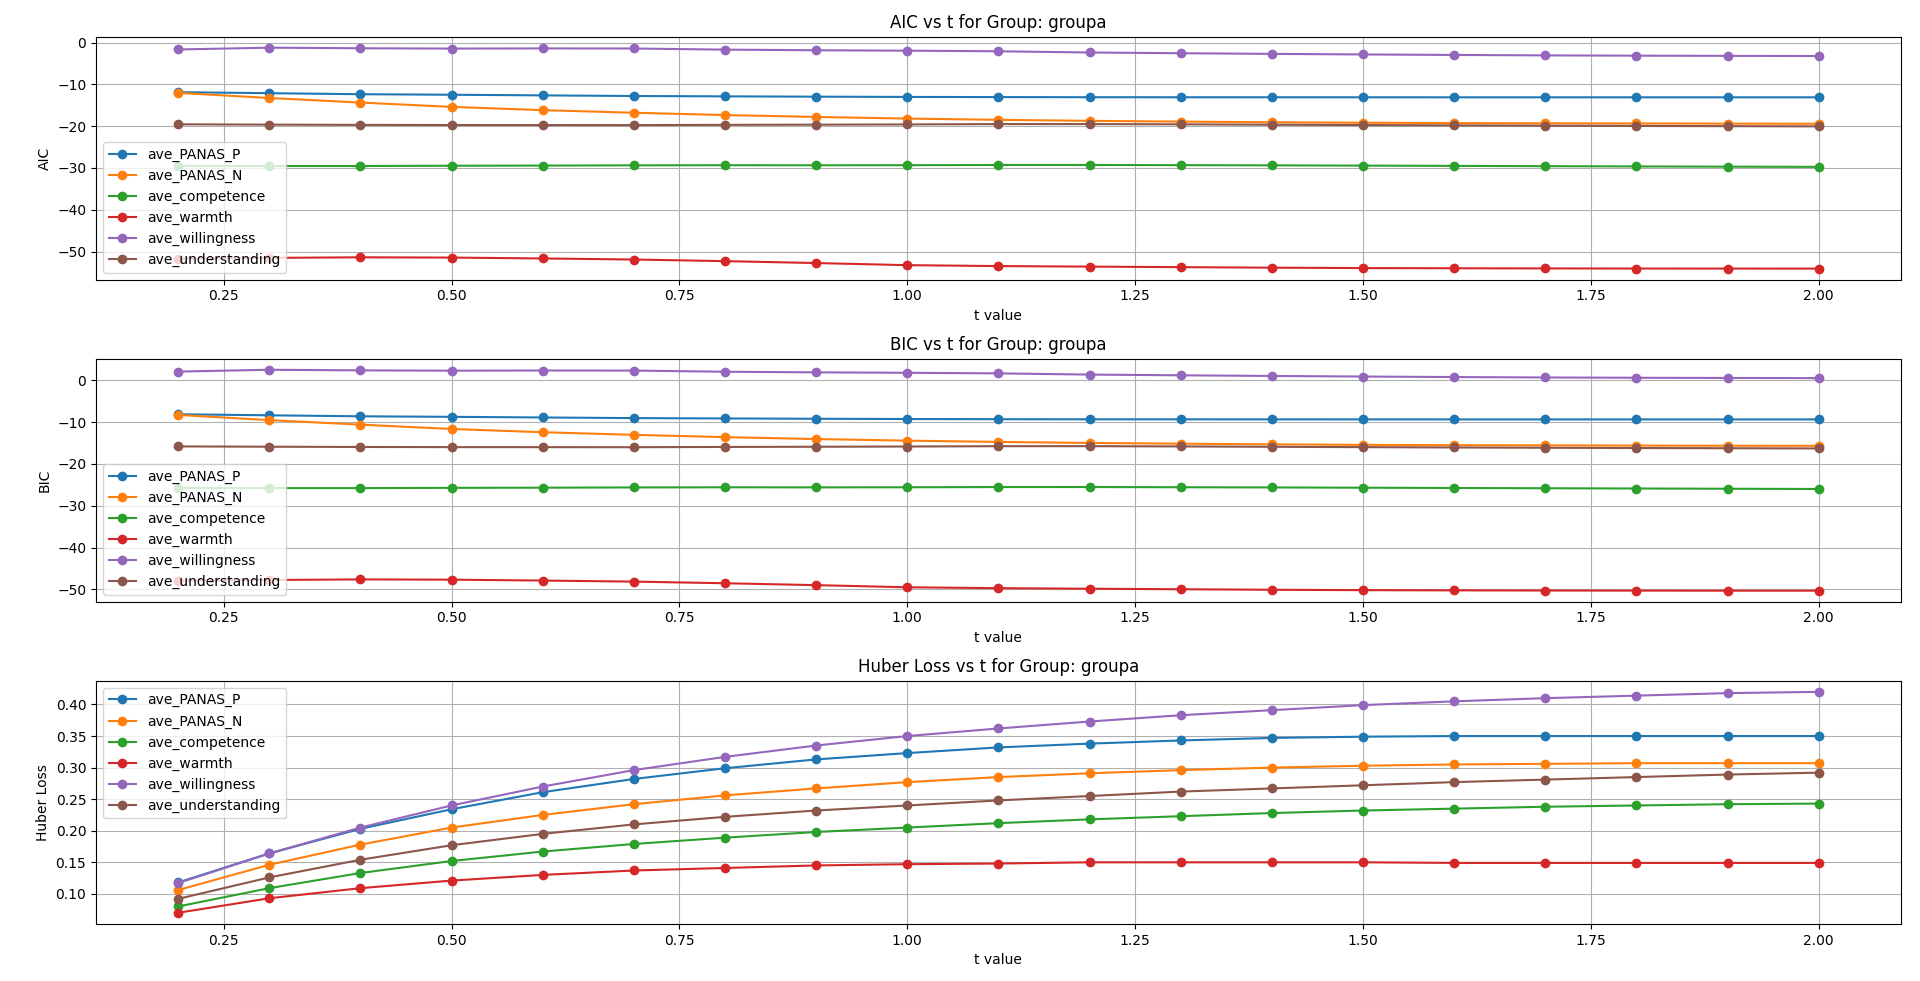 AIC vs t for Group: groupa
AIC
0
−10
−20
−30
−40
−50
ave_PANAS_P
ave_PANAS_N
ave_competence
ave_warmth
ave_willingness
ave_understanding
0.25 0.50 0.75 1.00 1.25 1.50 1.75 2.00
t value
BIC vs t for Group: groupa
BIC
0
−10
−20
−30
−40
−50
ave_PANAS_P
ave_PANAS_N
ave_competence
ave_warmth
ave_willingness
ave_understanding
0.25 0.50 0.75 1.00 1.25 1.50 1.75 2.00
t value
Huber Loss vs t for Group: groupa
Huber Loss
0.40
0.35
0.30
0.25
0.20
0.15
0.10
ave_PANAS_P
ave_PANAS_N
ave_competence
ave_warmth
ave_willingness
ave_understanding
0.25 0.50 0.75 1.00 1.25 1.50 1.75 2.00
t value